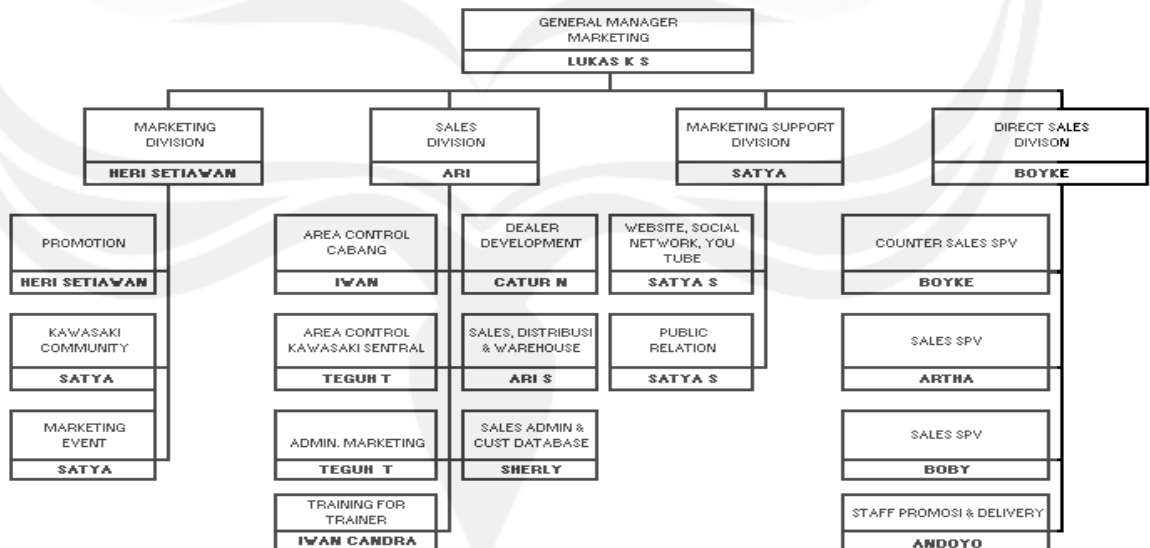 GENERAL MANAGER
MARKETING
LUKAS K S
MARKETING
DIVISION
HERI SETIAWAN
SALES
DIVISION
ARI
MARKETING SUPPORT
DIVISION
SATYA
DIRECT SALES
DIVISON
BOYKE
PROMOTION
HERI SETIAWAN
KAWASAKI
COMMUNITY
SATYA
MARKETING
EVENT
SATYA
AREA CONTROL
CABANG
IWAN
AREA CONTROL
KAWASAKI SENTRAL
TEGUH T
ADMIN. MARKETING
TEGUH T
TRAINING FOR
TRAINER
IWAN CANDRA
DEALER
DEVELOPMENT
CATUR N
SALES, DISTRIBUSI
& WAREHOUSE
ARI S
SALES ADMIN &
CUST DATABASE
SHERLY
WEBSITE, SOCIAL
NETWORK, YOU
TUBE
SATYA S
PUBLIC
RELATION
SATYA S
COUNTER SALES SPV
BOYKE
SALES SPV
ARTHA
SALES SPV
BOBY
STAFF PROMOSI & DELIVERY
ANDOYO